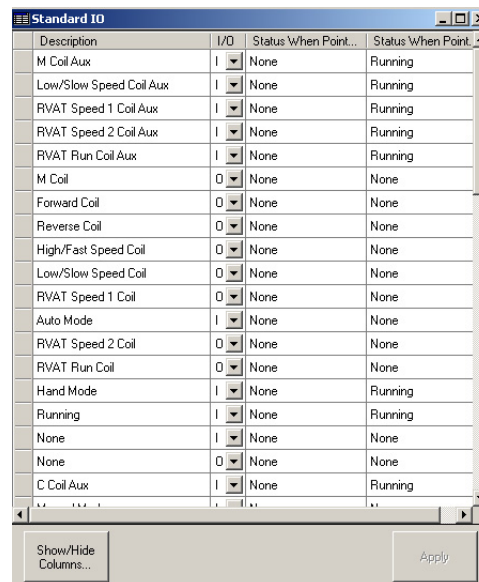 Standard IO
Description I/O Status When Point... Status When Point.
M Coil Aux I None Running
Low/Slow Speed Coil Aux I None Running
RVAT Speed 1 Coil Aux I None Running
RVAT Speed 2 Coil Aux I None Running
RVAT Run Coil Aux I None Running
M Coil O None None
Forward Coil O None None
Reverse Coil O None None
High/Fast Speed Coil O None None
Low/Slow Speed Coil O None None
RVAT Speed 1 Coil O None None
Auto Mode I None None
RVAT Speed 2 Coil O None None
RVAT Run Coil O None None
Hand Mode I None Running
Running I None Running
None I None None
None O None None
C Coil Aux I None Running
Show/Hide
Columns...
Apply